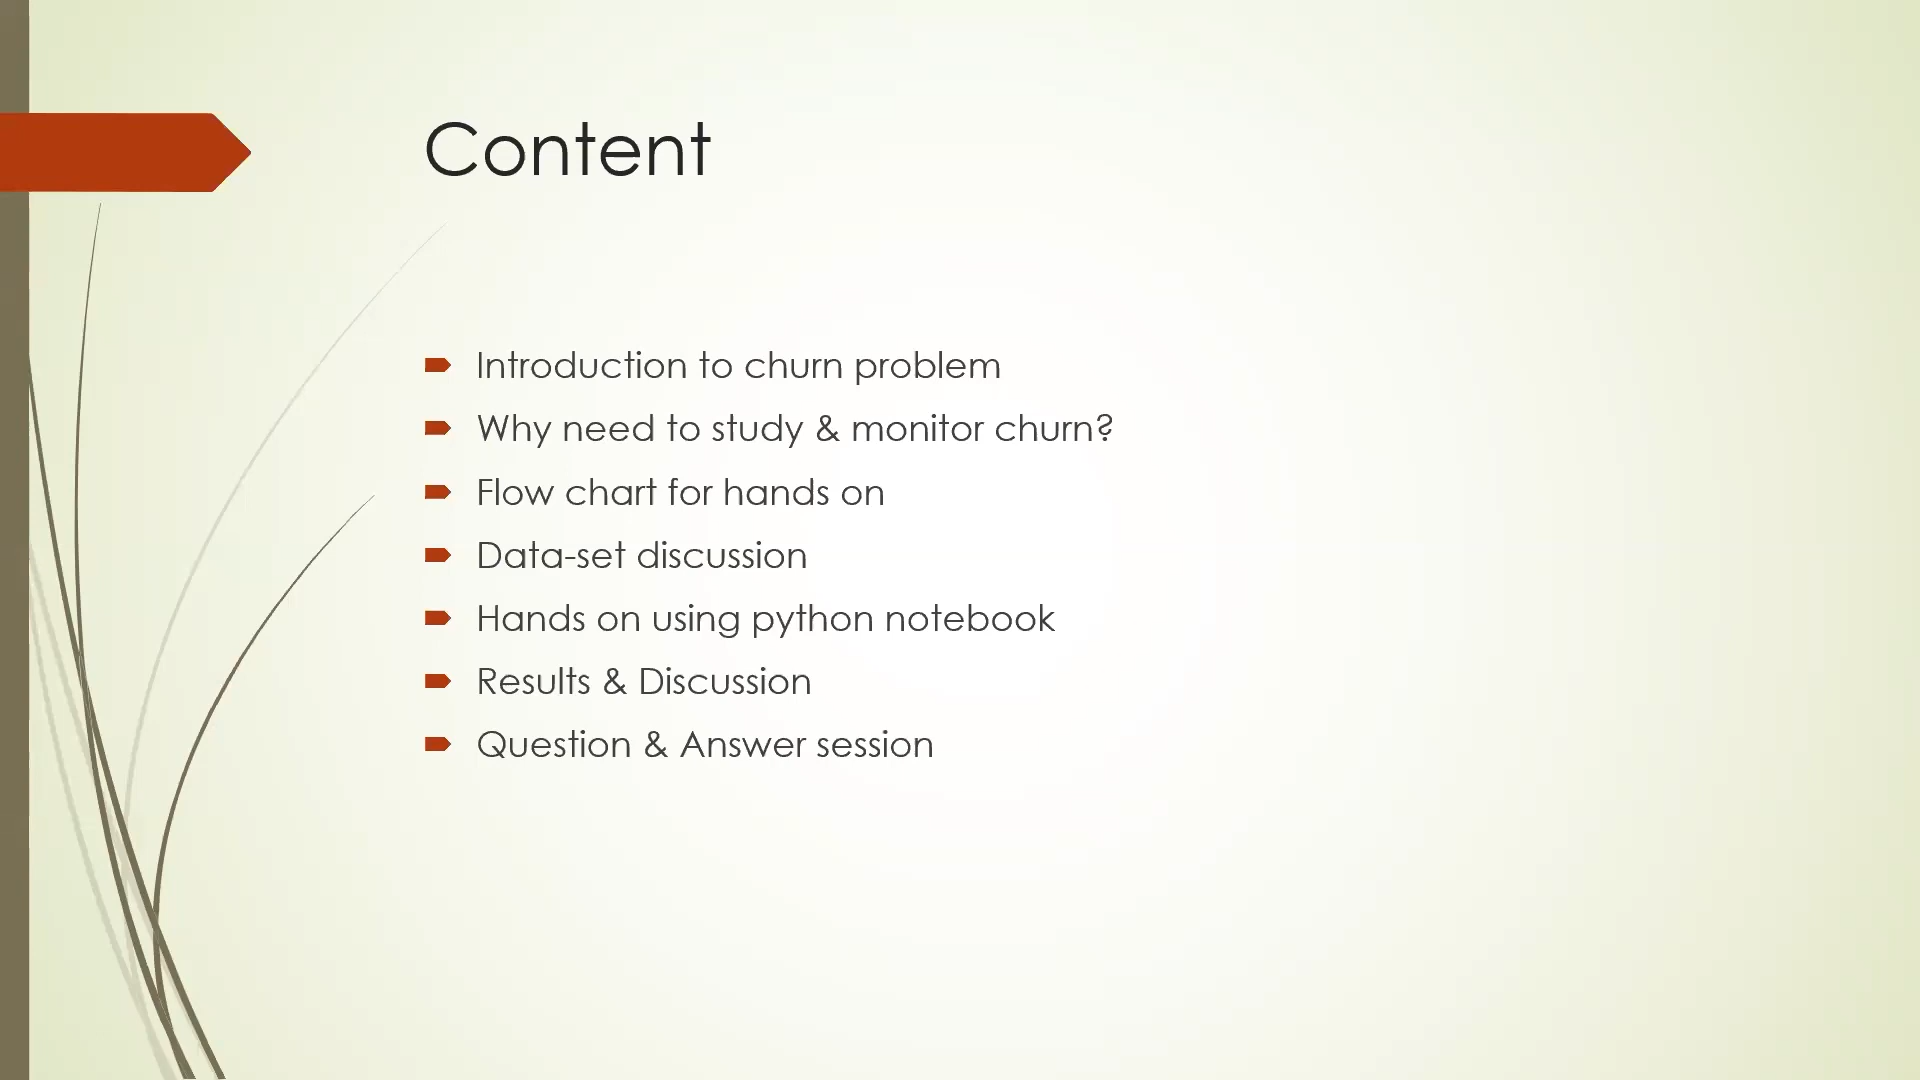 Content
Introduction to churn problem
Why need to study & monitor churn?
Flow chart for hands on
Data-set discussion
Hands on using python notebook
Results & Discussion
Question & Answer session